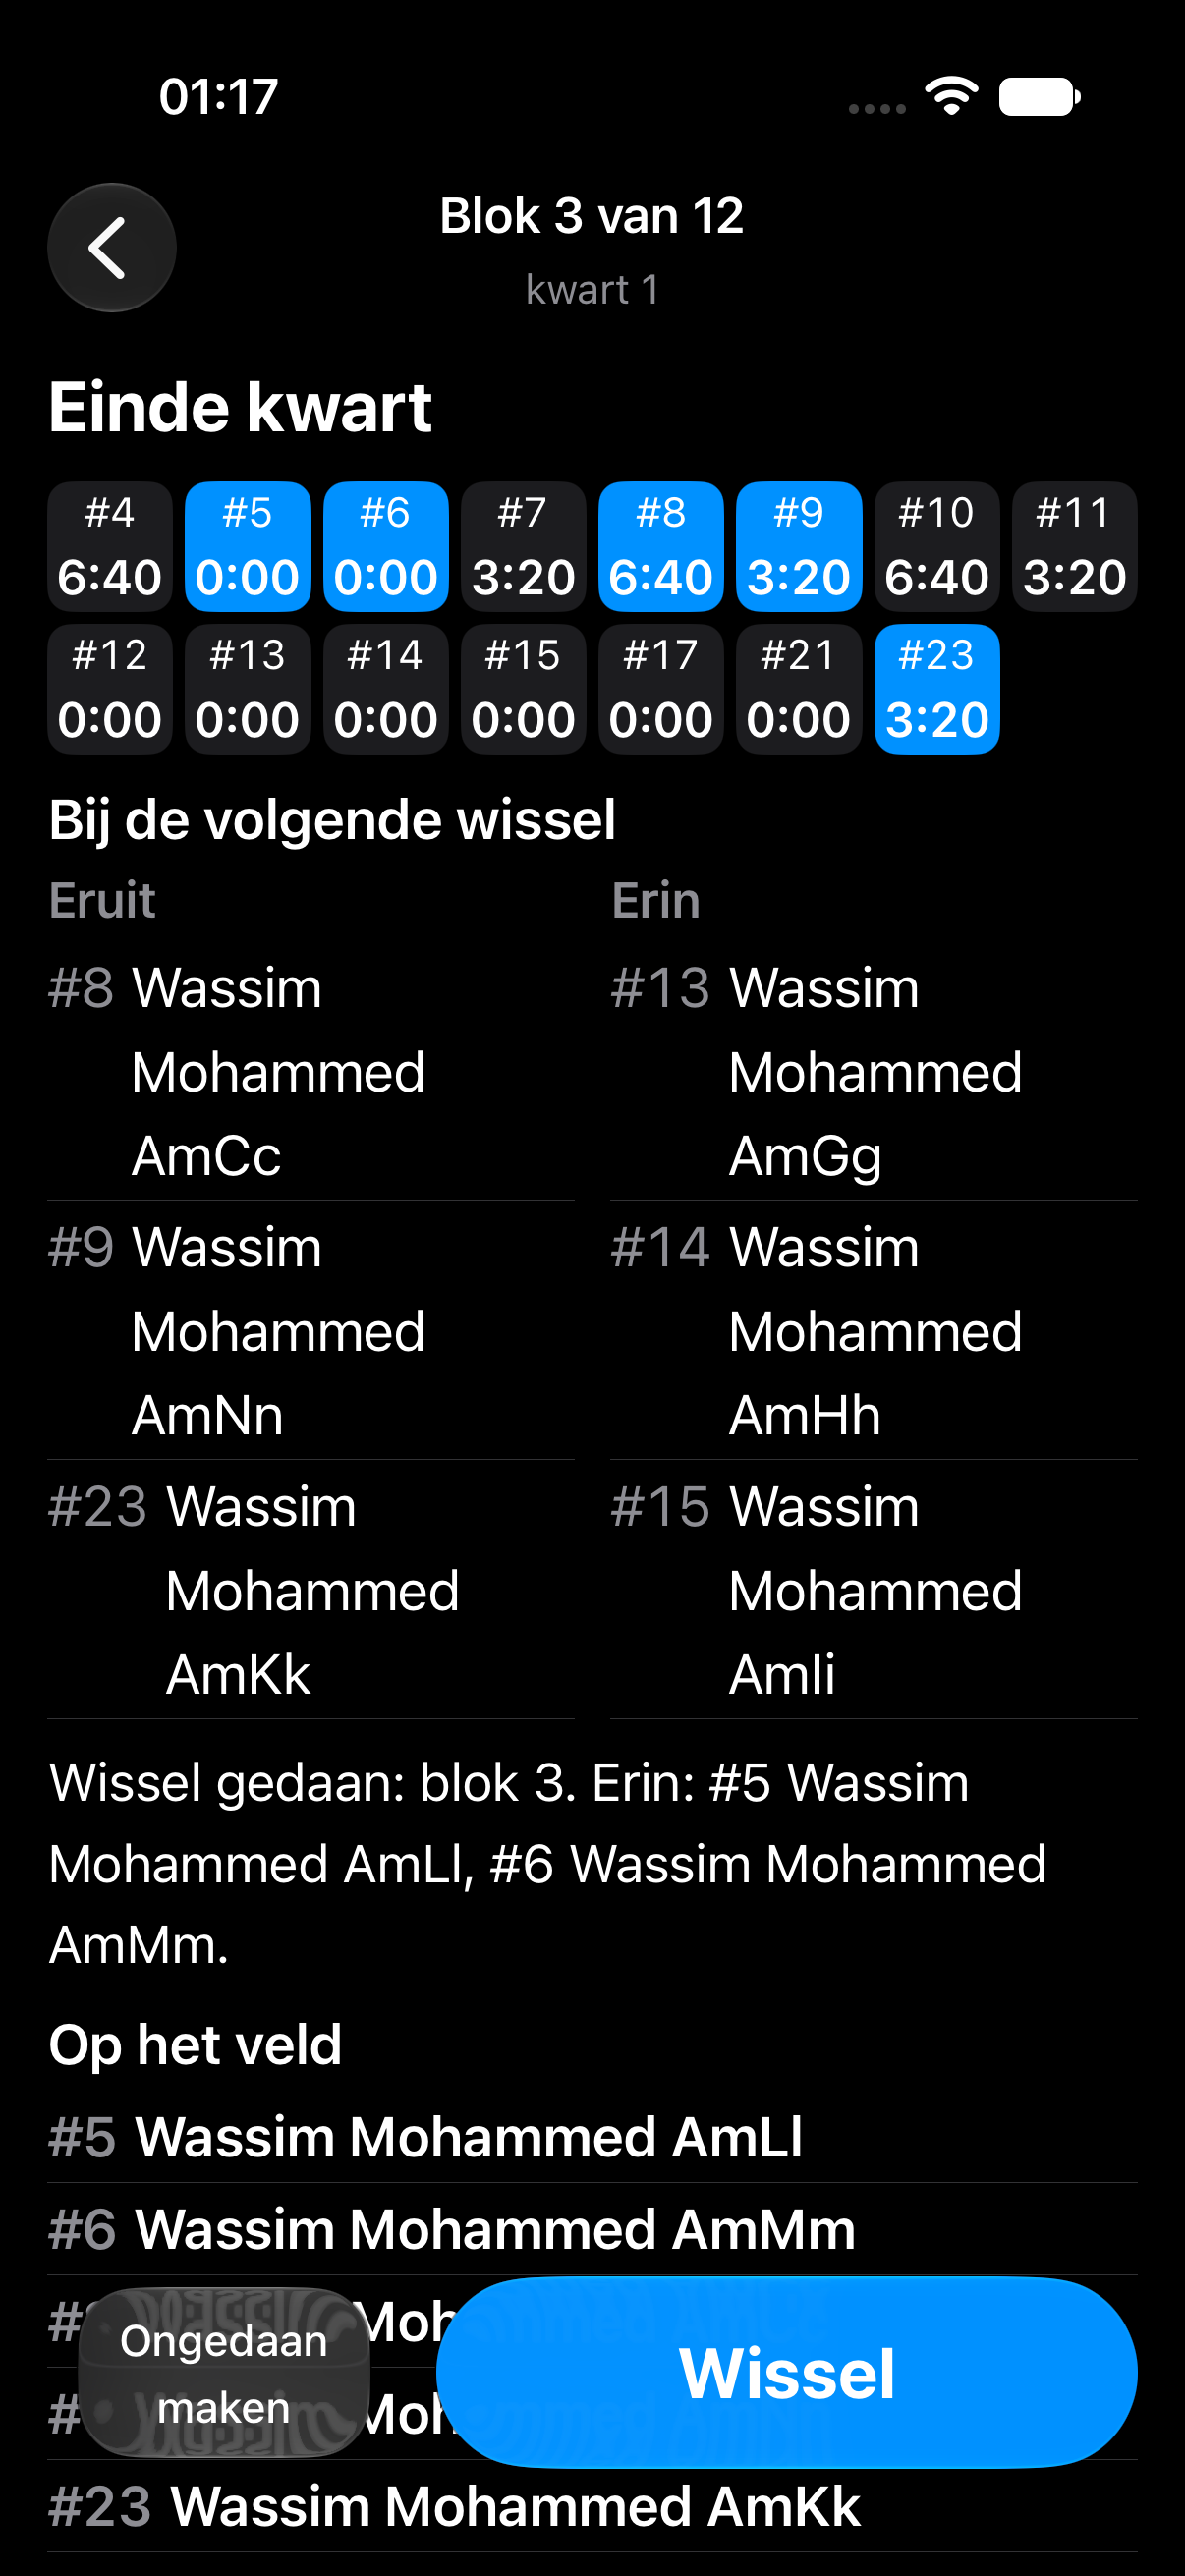 01:17
Blok 3 van 12
kwart 1
Einde kwart
#4 #5 #6 #7 #8 #9 #10 #11
6:40 0:00 0:00 3:20 6:40 3:20 6:40 3:20
#12 #13 #14 #15 #17 #21 #23
0:00 0:00 0:00 0:00 0:00 0:00 3:20
Bij de volgende wissel
Eruit
#8 Wassim
Mohammed
AmCc
#9 Wassim
Mohammed
AmNn
#23 Wassim
Mohammed
AmKk
Erin
#13 Wassim
Mohammed
AmGg
#14 Wassim
Mohammed
AmHh
#15 Wassim
Mohammed
AmIi
Wissel gedaan: blok 3. Erin: #5 Wassim
Mohammed AmLl, #6 Wassim Mohammed
AmMm.
Op het veld
#5 Wassim Mohammed AmLl
#6 Wassim Mohammed AmMm
Ongedaan
maken
Wissel
#23 Wassim Mohammed AmKk